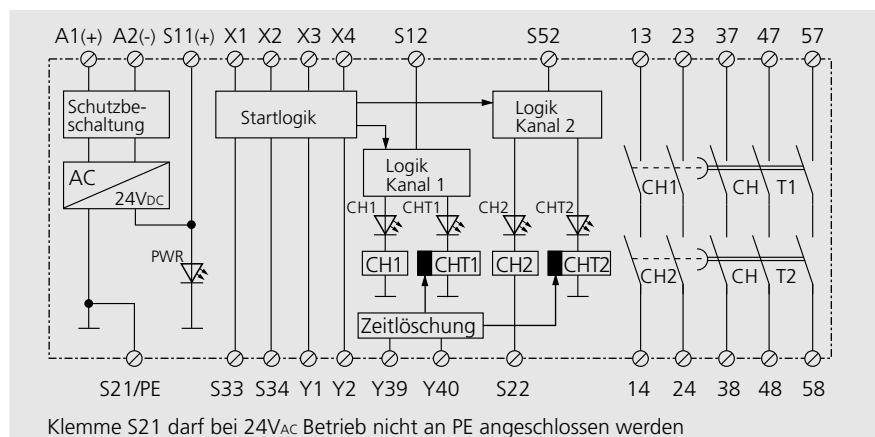 A1(+) A2(-) S11(+) X1 X2 X3 X4 S12 S52 13 23 37 47 57
Schutzbe-
schaltung
Startlogik
Logik
Kanal 2
Logik
Kanal 1
AC
24VDC
CH1 CHT1 CH2 CHT2
PWR
CH1 CHT1 CH2 CHT2
CH1 CH T1
CH2 CH T2
Zeitlöschung
S21/PE S33 S34 Y1 Y2 Y39 Y40 S22 14 24 38 48 58
Klemme S21 darf bei 24VAC Betrieb nicht an PE angeschlossen werden